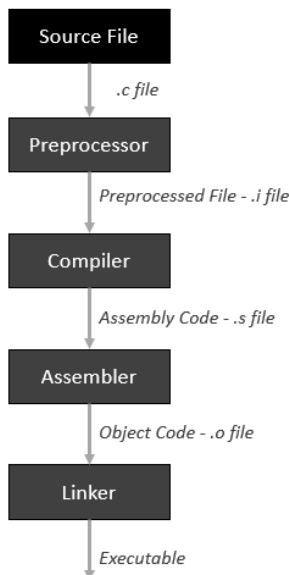 Source File
.c file
Preprocessor
Preprocessed File - .i file
Compiler
Assembly Code - .s file
Assembler
Object Code - .o file
Linker
Executable